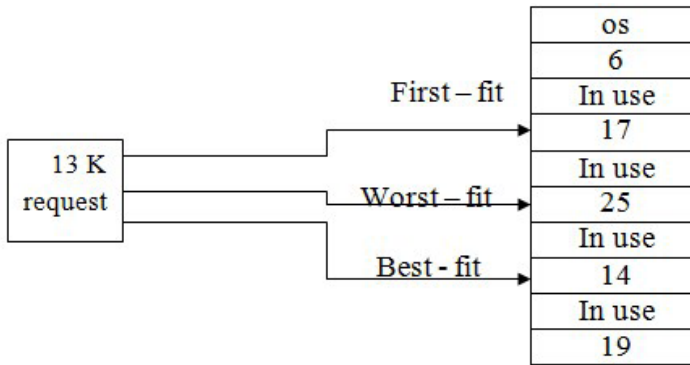 os
6
First – fit
In use
17
13 K
request
In use
Worst – fit
25
In use
Best - fit
14
In use
19